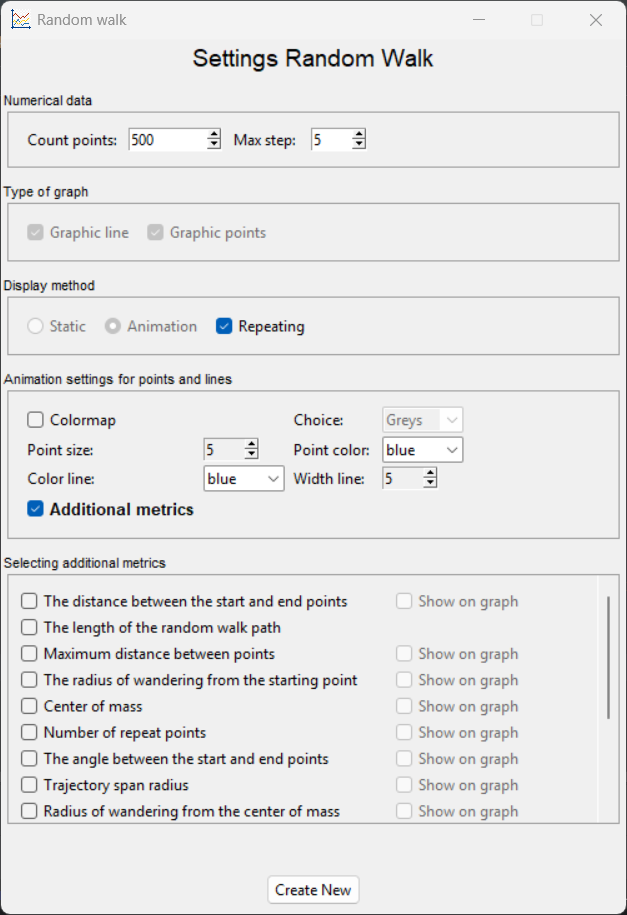 Random walk
Settings Random Walk
Numerical data
Count points: 500 Max step: 5
Type of graph
Graphic line Graphic points
Display method
Static Animation Repeating
Animation settings for points and lines
Colormap Choice: Greys
Point size: 5 Point color: blue
Color line: blue Width line: 5
Additional metrics
Selecting additional metrics
The distance between the start and end points Show on graph
The length of the random walk path
Maximum distance between points Show on graph
The radius of wandering from the starting point Show on graph
Center of mass Show on graph
Number of repeat points Show on graph
The angle between the start and end points Show on graph
Trajectory span radius Show on graph
Radius of wandering from the center of mass Show on graph
Create New